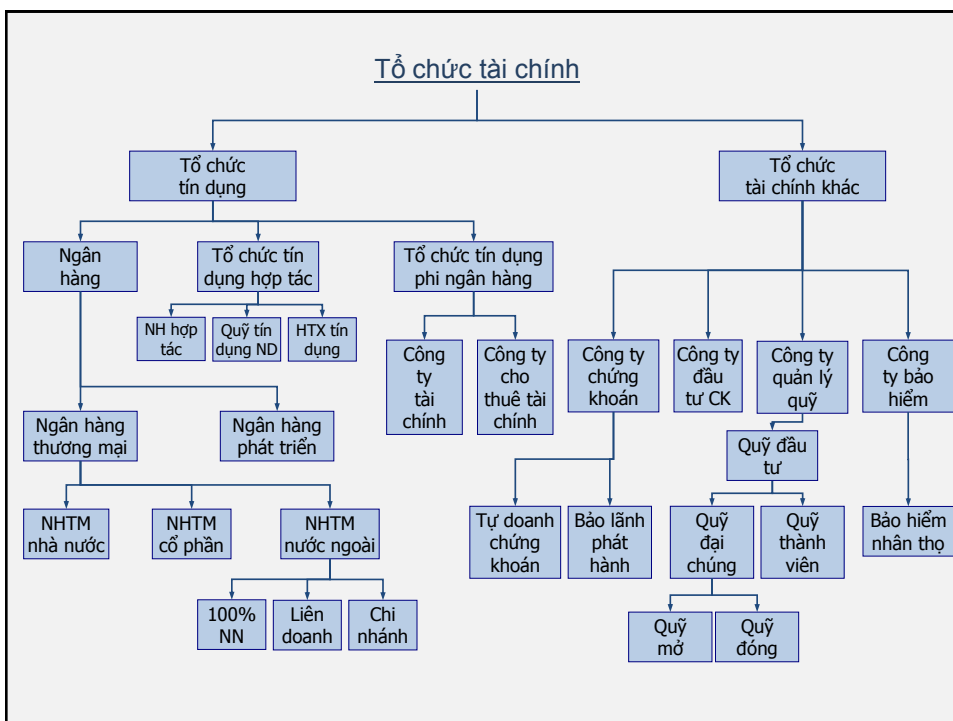 Tổ chức tài chính
Tổ chức
tín dụng
Tổ chức
tài chính khác
Ngân
hàng
Tổ chức tín
dụng hợp tác
Tổ chức tín dụng
phi ngân hàng
NH hợp
tác
Quỹ tín
dụng ND
HTX tín
dụng
Công
ty
tài
chính
Công
ty cho
thuê tài
chính
Công ty
chứng
khoán
Công ty
đầu
tư CK
Công ty
quản lý
quỹ
Công
ty bảo
hiểm
Ngân hàng
thương mại
Ngân hàng
phát triển
Quỹ đầu
tư
NHTM
nhà nước
NHTM
cổ phần
NHTM
nước ngoài
Tự doanh
chứng
khoán
Bảo lãnh
phát
hành
Quỹ
đại
chúng
Quỹ
thành
viên
Bảo hiểm
nhân thọ
100%
NN
Liên
doanh
Chi
nhánh
Quỹ
mở
Quỹ
đóng